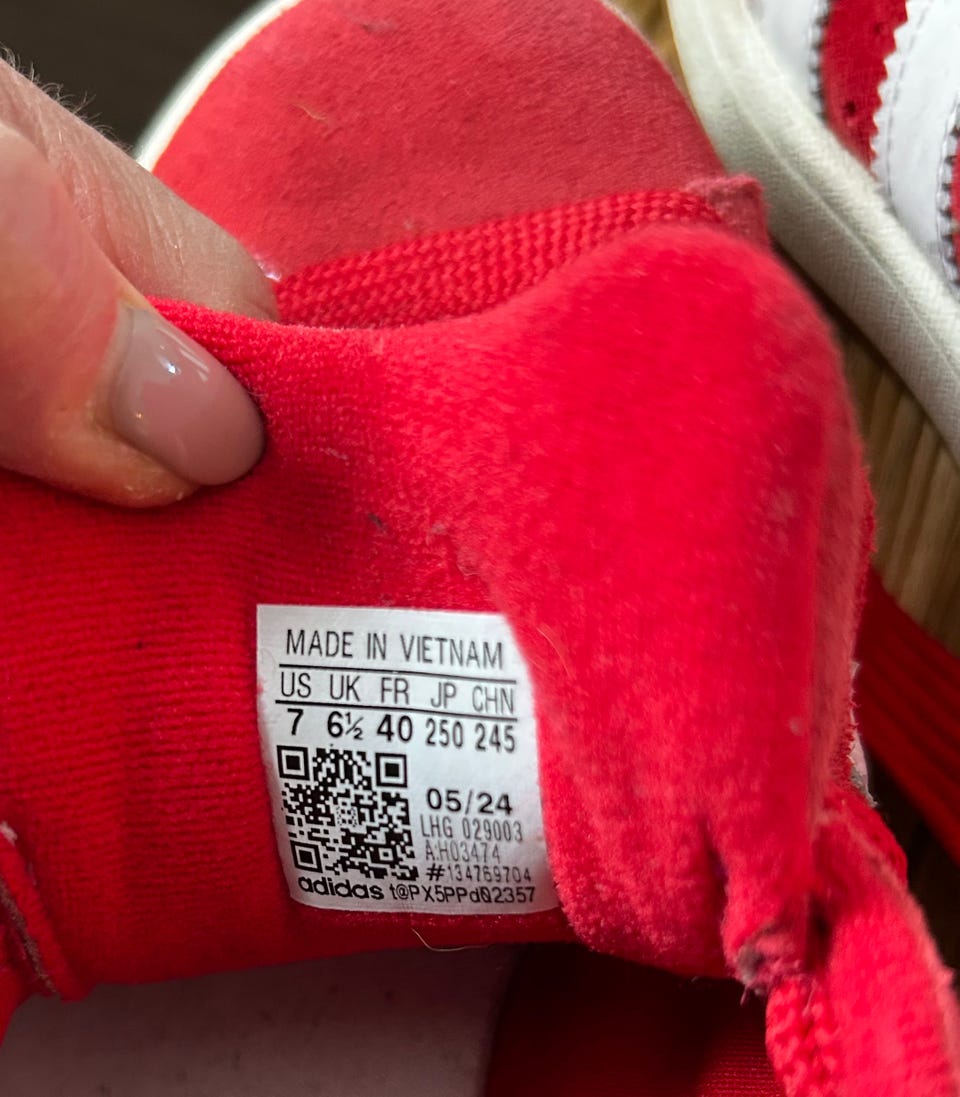 MADE IN VIETNAM
US UK FR JP CHN
7 6½ 40 250 245
05/24
LHG 029003
A:H03474
#134769704
adidas t@PX5PPd02357